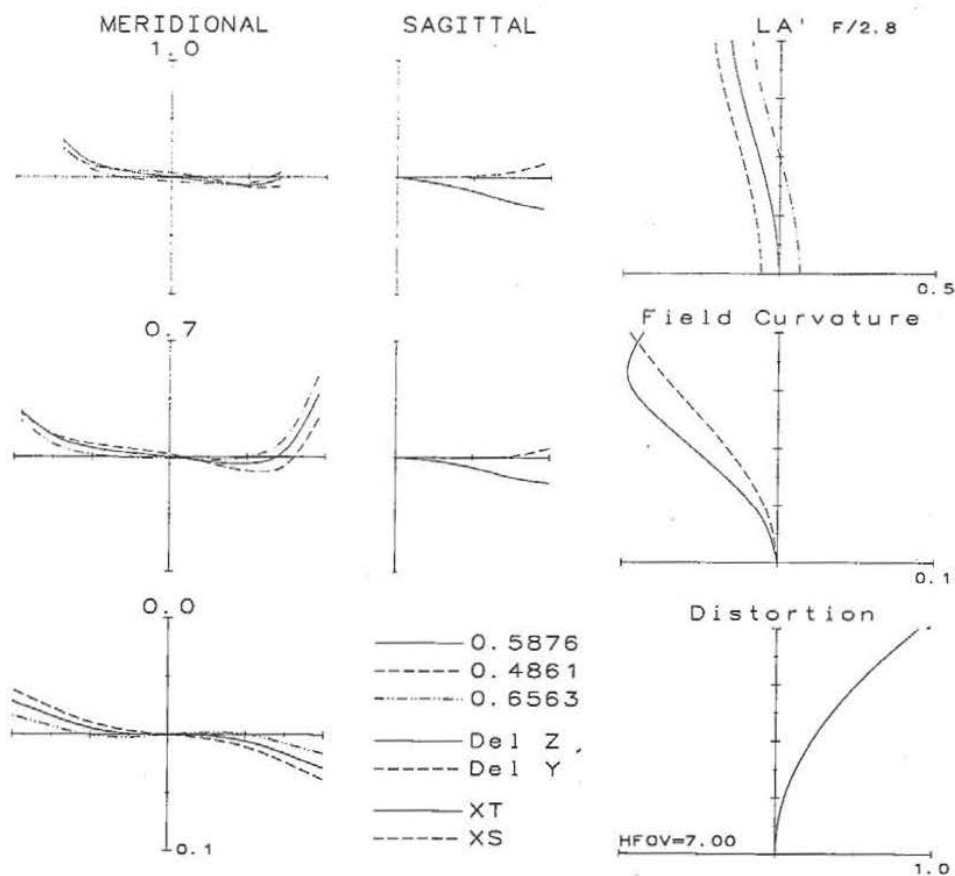 MERIDIONAL
1.0
SAGITTAL
LA' F/2.8
0.5
0.7
Field Curvature
0.1
0.0
0.1
0.5876
0.4861
0.6563
Del Z
Del Y
XT
XS
Distortion
HFOV=7.00
1.0